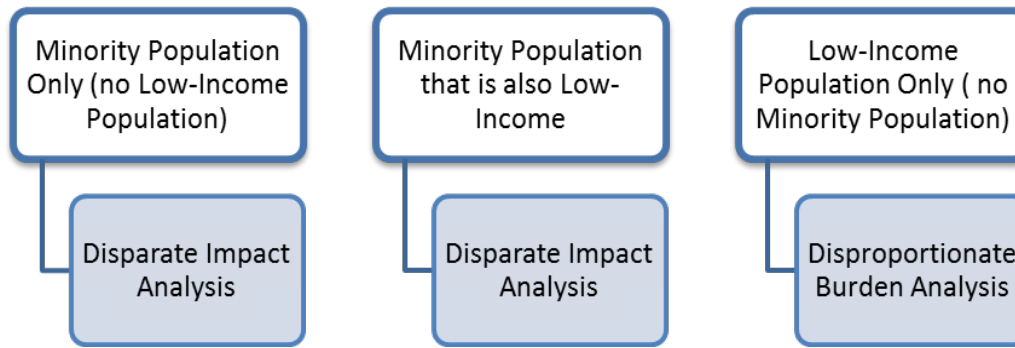 Minority Population
Only (no Low-Income
Population)
Disparate Impact
Analysis
Minority Population
that is also Low-
Income
Disparate Impact
Analysis
Low-Income
Population Only ( no
Minority Population)
Disproportionate
Burden Analysis